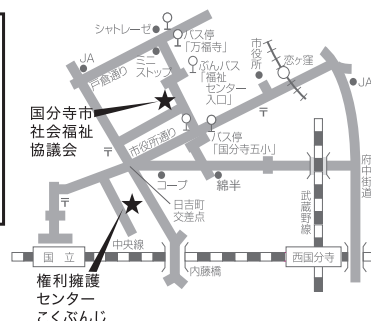 シャトレーゼ
バス停
「万福寺」
JA
ミニ
ストップ
戸倉通り
ぶんバス
「福祉
センター
入口」
市役所
恋ヶ窪
JA
国分寺市
社会福祉
協議会
〒
市役所通り
〒
バス停
「国分寺五小」
〒
コープ
綿半
日吉町
交差点
府中街道
武蔵野線
中央線
国立
内藤橋
西国分寺
権利擁護
センター
こくぶんじ